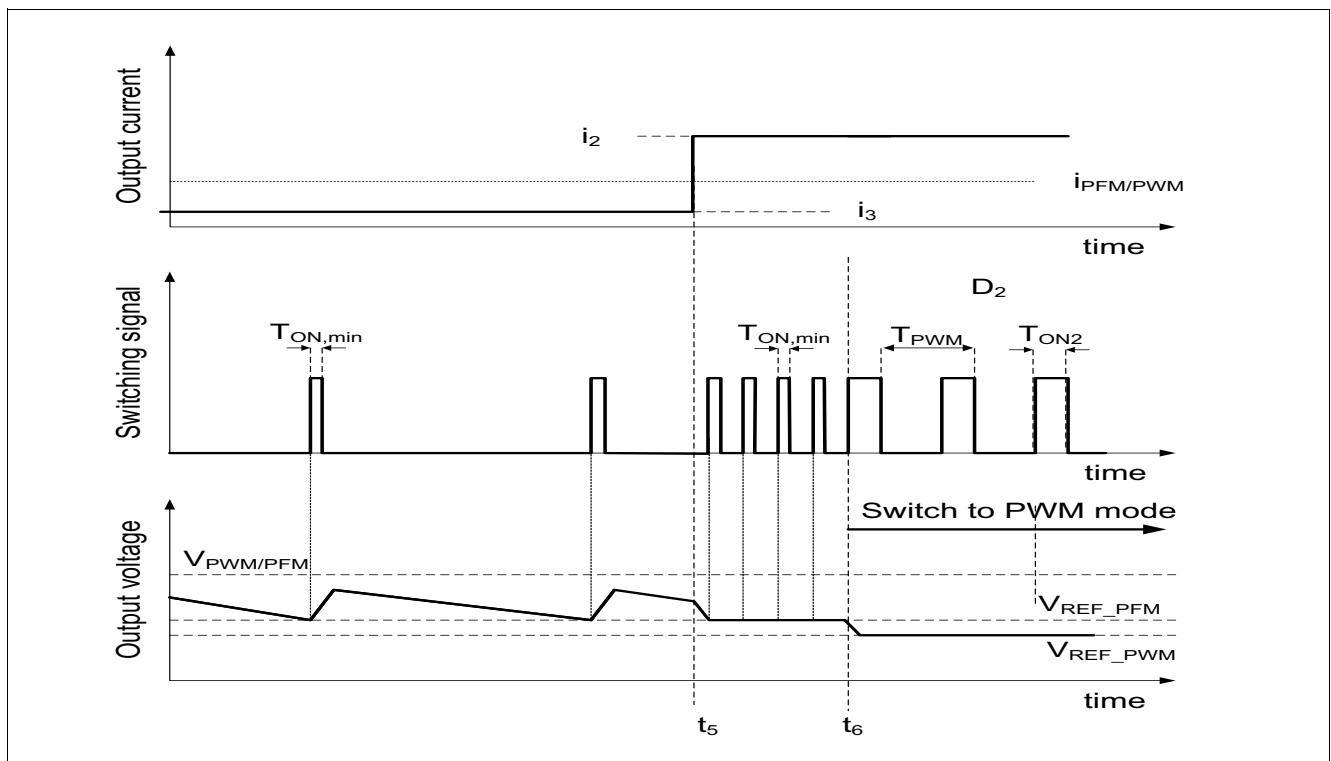 Output current
i₂
iPFM/PWM
i₃
time
Switching signal
D₂
TON,min
TON,min
TPWM
TON2
time
Output voltage
Switch to PWM mode
VPWM/PFM
VREF_PFM
VREF_PWM
time
t₅
t₆